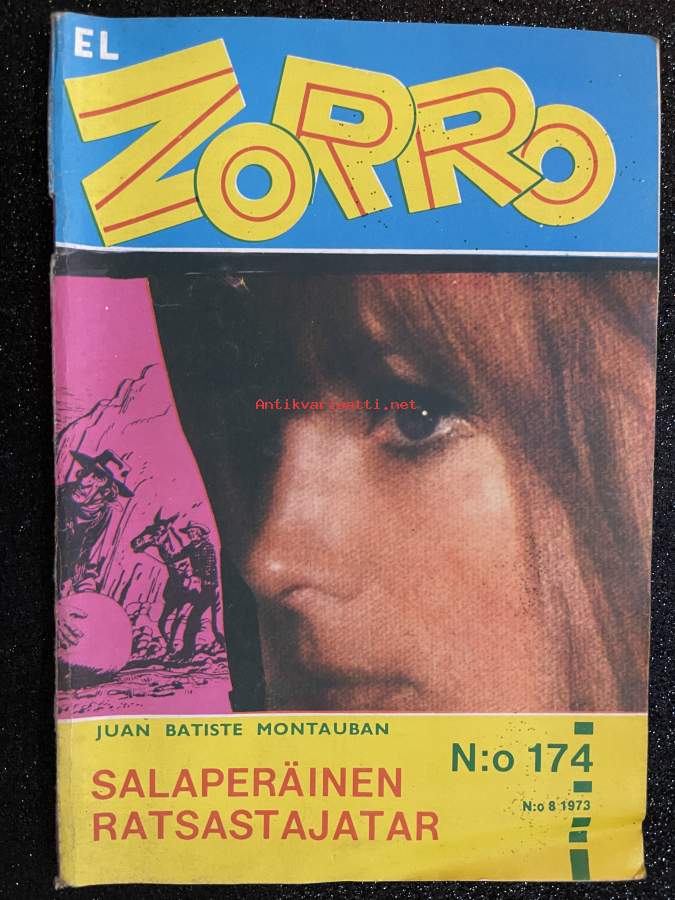 EL
ZORRO
Antikvariaatti.net
JUAN BATISTE MONTAUBAN
N:o 174
SALAPERÄINEN
RATSASTAJATAR
N:o 8 1973